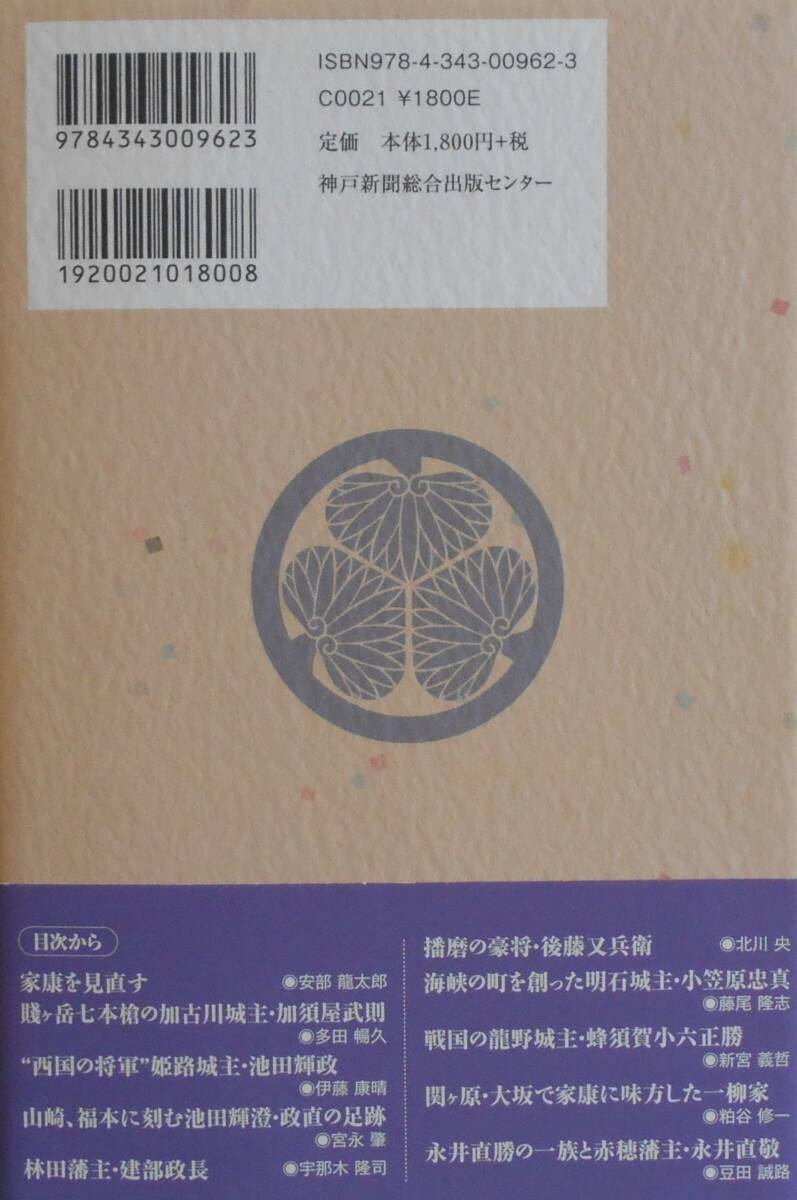 ISBN978-4-343-00962-3
C0021 ¥1800E
定価 本体1,800円+税
神戸新聞総合出版センター
9784343009623
1920021018008
目次から
家康を見直す ◎安部 龍太郎
賤ヶ岳七本槍の加古川城主・加須屋武則
◎多田 暢久
“西国の将軍”姫路城主・池田輝政
◎伊藤 康晴
山崎、福本に刻む池田輝澄・政直の足跡
◎宮永 肇
林田藩主・建部政長 ◎宇那木 隆司
播磨の豪将・後藤又兵衛 ◎北川 央
海峡の町を創った明石城主・小笠原忠真
◎藤尾 隆志
戦国の龍野城主・蜂須賀小六正勝
◎新宮 義哲
関ヶ原・大坂で家康に味方した一柳家
◎粕谷 修一
永井直勝の一族と赤穂藩主・永井直敬
◎豆田 誠路